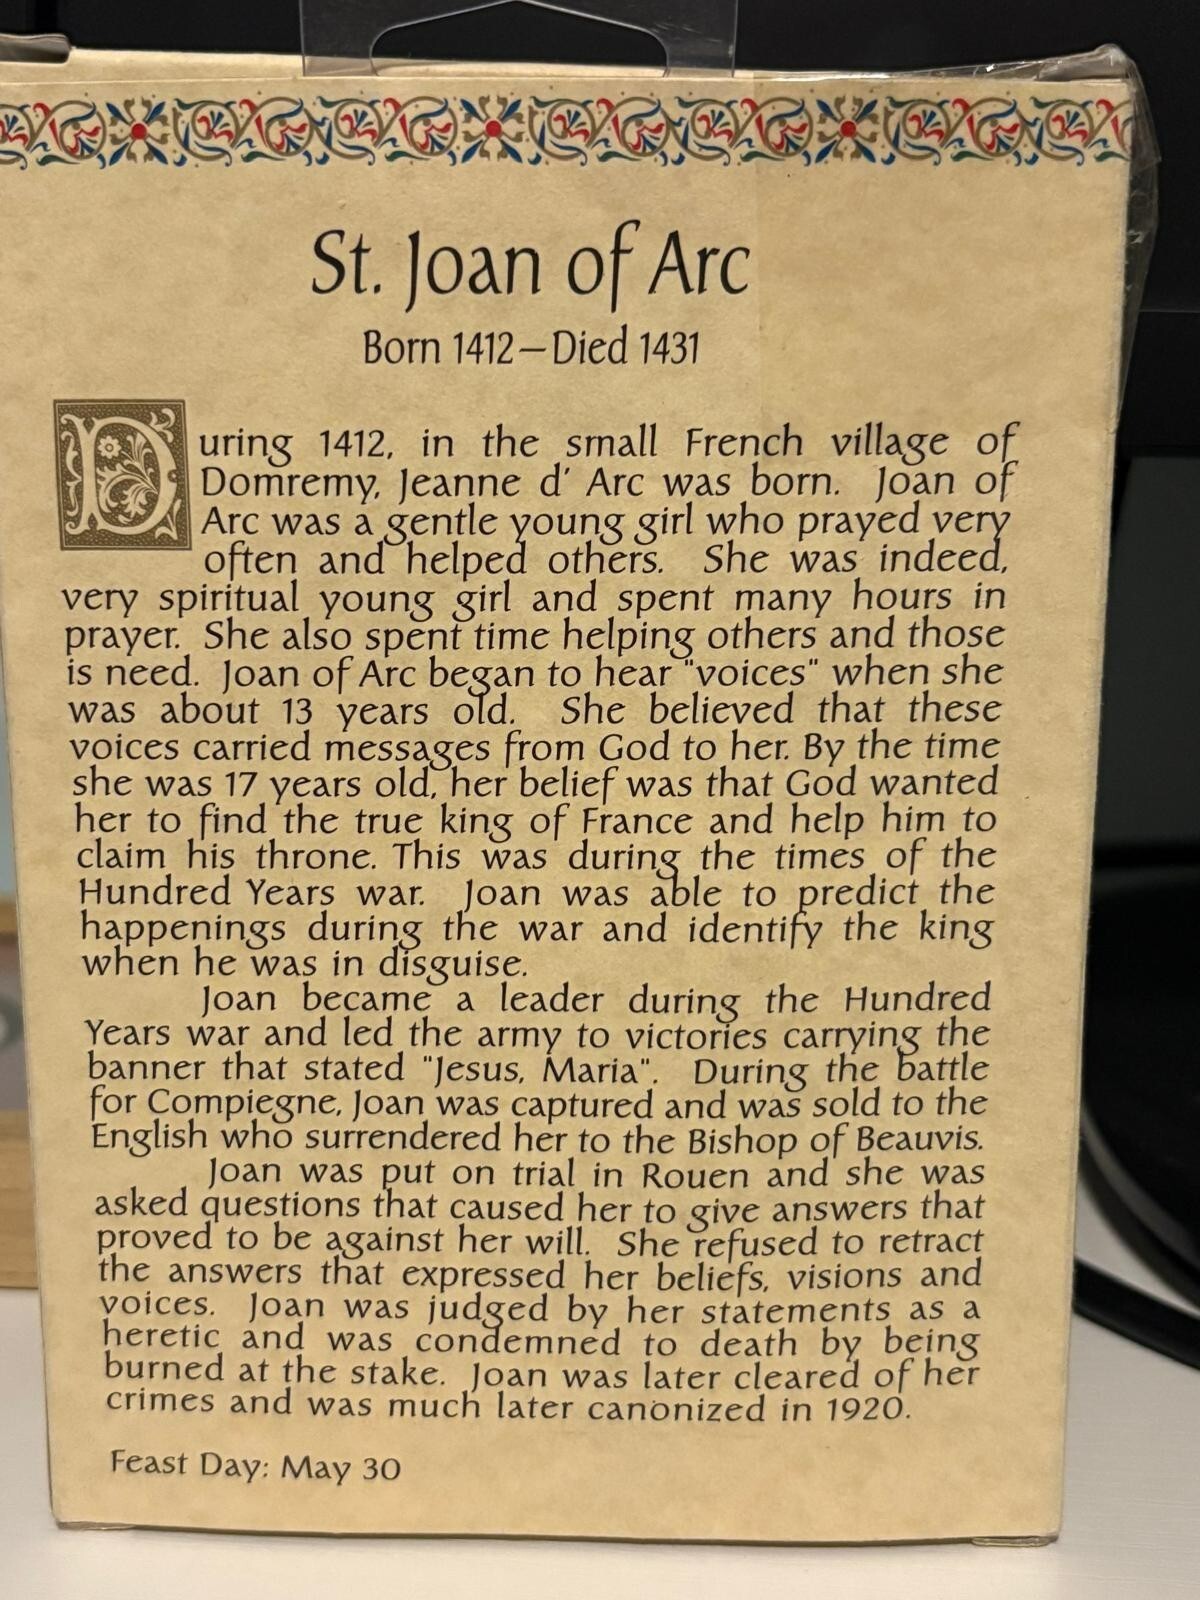 St. Joan of Arc
Born 1412–Died 1431
During 1412, in the small French village of
Domremy, Jeanne d' Arc was born. Joan of
Arc was a gentle young girl who prayed very
often and helped others. She was indeed,
very spiritual young girl and spent many hours in
prayer. She also spent time helping others and those
is need. Joan of Arc began to hear "voices" when she
was about 13 years old. She believed that these
voices carried messages from God to her. By the time
she was 17 years old, her belief was that God wanted
her to find the true king of France and help him to
claim his throne. This was during the times of the
Hundred Years war. Joan was able to predict the
happenings during the war and identify the king
when he was in disguise.
Joan became a leader during the Hundred
Years war and led the army to victories carrying the
banner that stated "Jesus, Maria". During the battle
for Compiegne, Joan was captured and was sold to the
English who surrendered her to the Bishop of Beauvis.
Joan was put on trial in Rouen and she was
asked questions that caused her to give answers that
proved to be against her will. She refused to retract
the answers that expressed her beliefs, visions and
voices. Joan was judged by her statements as a
heretic and was condemned to death by being
burned at the stake. Joan was later cleared of her
crimes and was much later canonized in 1920.
Feast Day: May 30